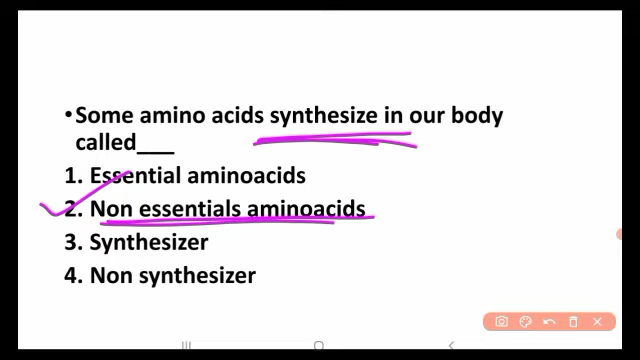 •Some amino acids synthesize in our body
called___
1. Essential aminoacids
2. Non essentials aminoacids
3. Synthesizer
4. Non synthesizer